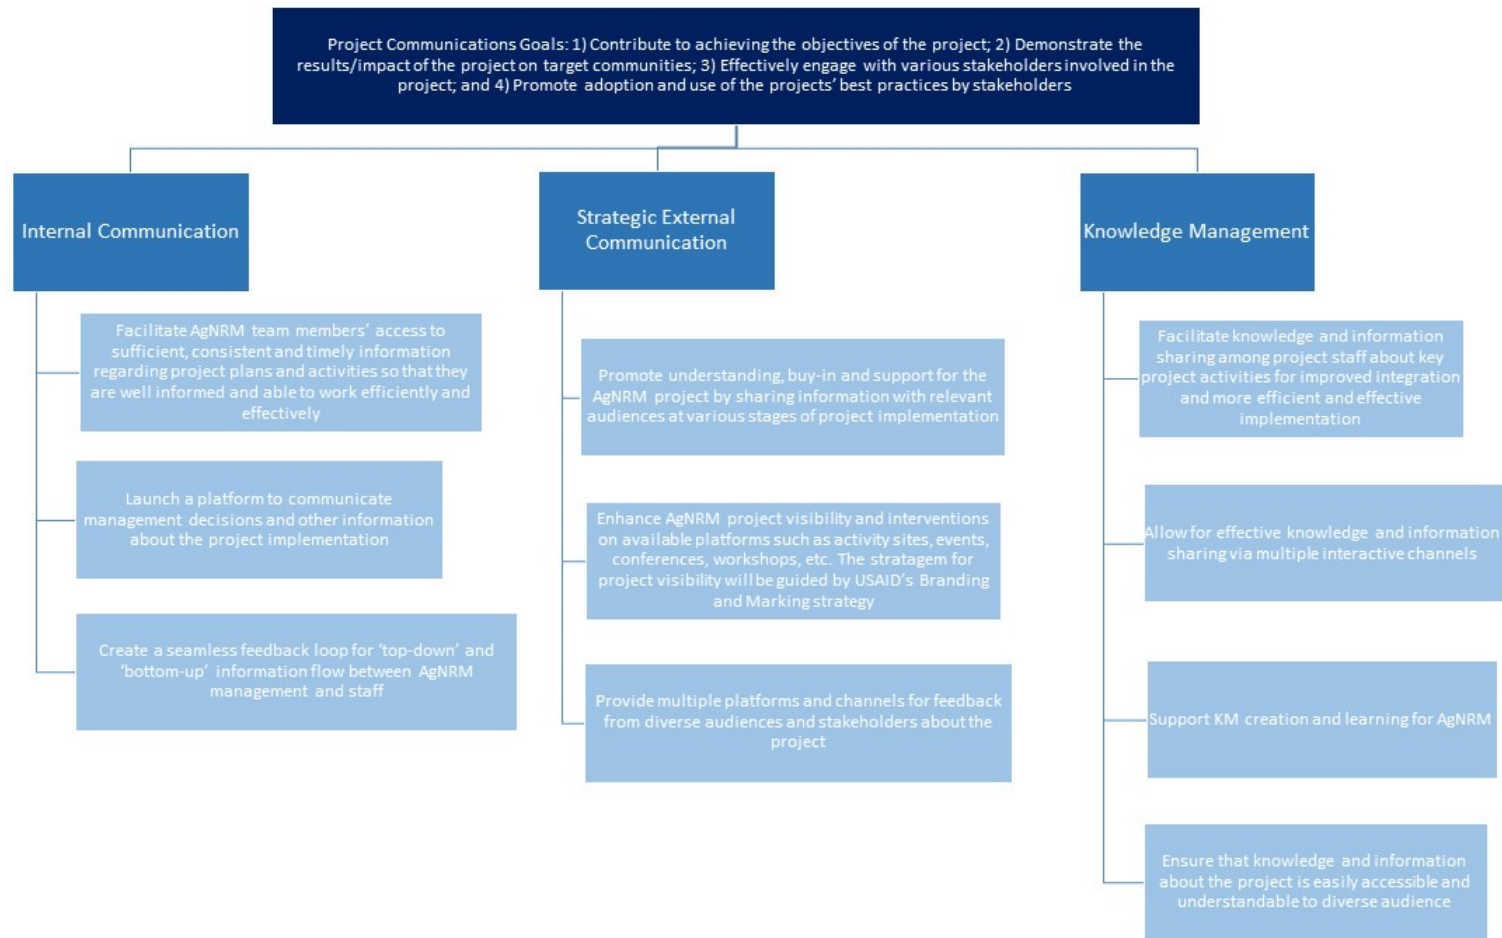 Project Communications Goals: 1) Contribute to achieving the objectives of the project; 2) Demonstrate the
results/impact of the project on target communities; 3) Effectively engage with various stakeholders involved in the
project; and 4) Promote adoption and use of the projects' best practices by stakeholders
Internal Communication
Facilitate AgNRM team members' access to
sufficient, consistent and timely information
regarding project plans and activities so that they
are well informed and able to work efficiently and
effectively
Launch a platform to communicate
management decisions and other information
about the project implementation
Create a seamless feedback loop for 'top-down' and
'bottom-up' information flow between AgNRM
management and staff
Strategic External
Communication
Promote understanding, buy-in and support for the
AgNRM project by sharing information with relevant
audiences at various stages of project implementation
Enhance AgNRM project visibility and interventions
on available platforms such as activity sites, events,
conferences, workshops, etc. The stratagem for
project visibility will be guided by USAID's Branding
and Marking strategy
Provide multiple platforms and channels for feedback
from diverse audiences and stakeholders about the
project
Knowledge Management
Facilitate knowledge and information
sharing among project staff about key
project activities for improved integration
and more efficient and effective
implementation
Allow for effective knowledge and information
sharing via multiple interactive channels
Support KM creation and learning for AgNRM
Ensure that knowledge and information
about the project is easily accessible and
understandable to diverse audience